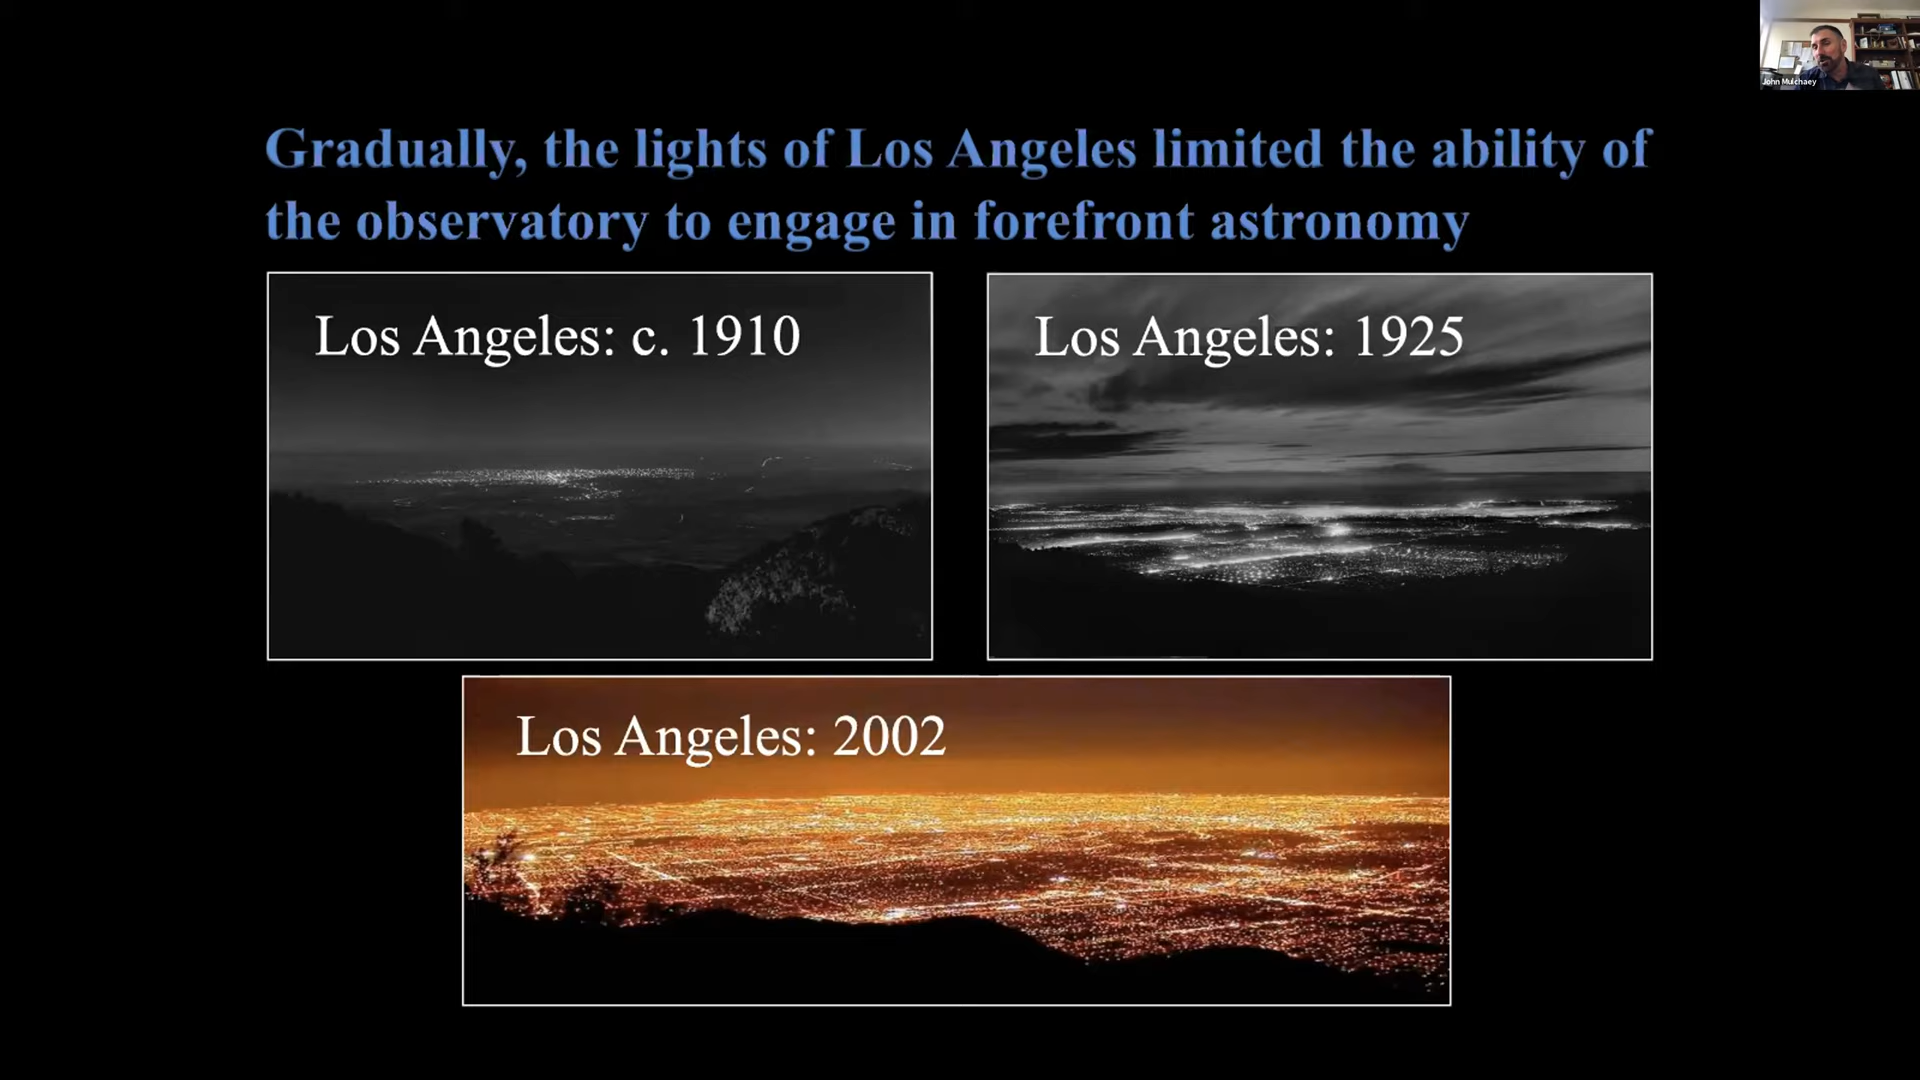 John Mulchaey
Gradually, the lights of Los Angeles limited the ability of
the observatory to engage in forefront astronomy
Los Angeles: c. 1910
Los Angeles: 1925
Los Angeles: 2002